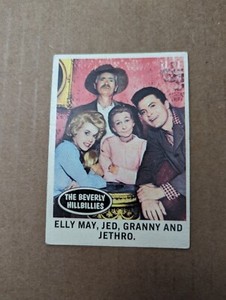 THE BEVERLY
HILLBILLIES
ELLY MAY, JED, GRANNY AND
JETHRO.